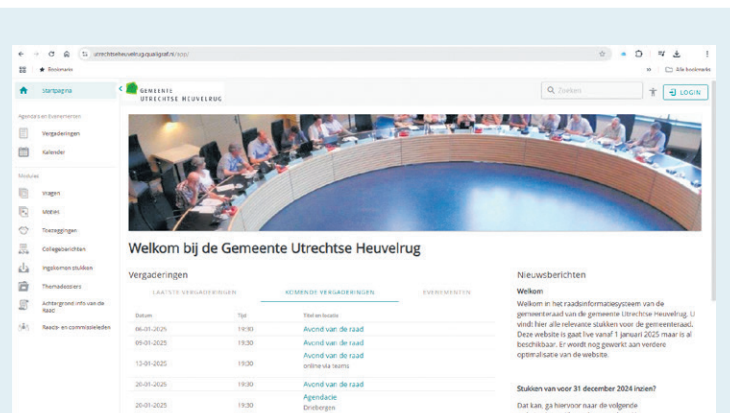 utrechtseheuvelrug.qualigraf.nl/app/
Bookmarks
Alle bookmarks
Startpagina
GEMEENTE
UTRECHTSE HEUVELRUG
Zoeken
LOGIN
Agenda's en Evenementen
Vergaderingen
Kalender
Modules
Vragen
Moties
Toezeggingen
Collegeberichten
Ingekomen stukken
Themadossiers
Achtergrond info van de
Raad
Raads- en commissieleden
Welkom bij de Gemeente Utrechtse Heuvelrug
Vergaderingen
LAATSTE VERGADERINGEN KOMENDE VERGADERINGEN EVENEMENTEN
Datum Tijd Titel en locatie
06-01-2025 19:30 Avond van de raad
09-01-2025 19:30 Avond van de raad
Avond van de raad
13-01-2025 19:30 online via teams
20-01-2025 19:30 Avond van de raad
Agendacie
20-01-2025 19:30 Driebergen
Nieuwsberichten
Welkom
Welkom in het raadsinformatiesysteem van de
gemeenteraad van de gemeente Utrechtse Heuvelrug. U
vindt hier alle relevante stukken voor de gemeenteraad.
Deze website is gaat live vanaf 1 januari 2025 maar is al
beschikbaar. Er wordt nog gewerkt aan verdere
optimalisatie van de website.
Stukken van voor 31 december 2024 inzien?
Dat kan, ga hiervoor naar de volgende